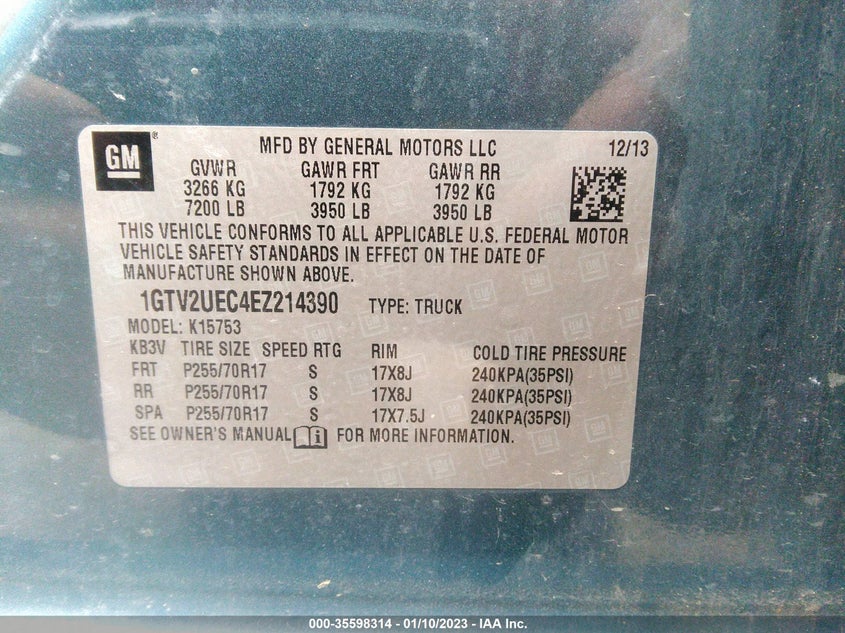 GM ®
MFD BY GENERAL MOTORS LLC 12/13
GVWR GAWR FRT GAWR RR
3266 KG 1792 KG 1792 KG
7200 LB 3950 LB 3950 LB
THIS VEHICLE CONFORMS TO ALL APPLICABLE U.S. FEDERAL MOTOR
VEHICLE SAFETY STANDARDS IN EFFECT ON THE DATE OF
MANUFACTURE SHOWN ABOVE.
1GTV2UEC4EZ214390 TYPE: TRUCK
MODEL: K15753
KB3V TIRE SIZE SPEED RTG RIM COLD TIRE PRESSURE
FRT P255/70R17 S 17X8J 240KPA(35PSI)
RR P255/70R17 S 17X8J 240KPA(35PSI)
SPA P255/70R17 S 17X7.5J 240KPA(35PSI)
SEE OWNER'S MANUAL FOR MORE INFORMATION.
000-35598314 - 01/10/2023 - IAA Inc.